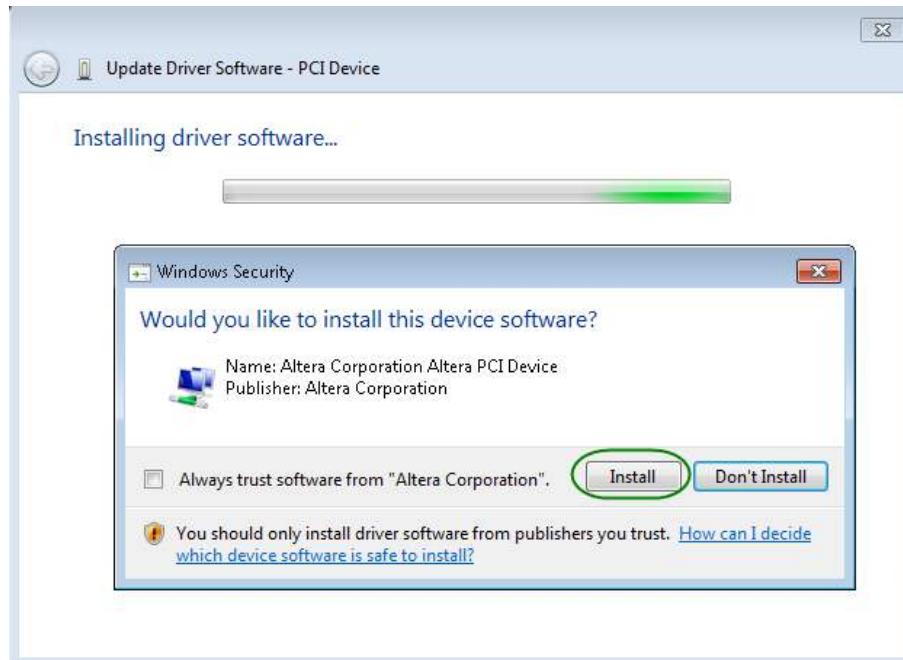 Update Driver Software - PCI Device
Installing driver software...
Windows Security
Would you like to install this device software?
Name: Altera Corporation Altera PCI Device
Publisher: Altera Corporation
Always trust software from "Altera Corporation".
Install
Don't Install
You should only install driver software from publishers you trust. How can I decide
which device software is safe to install?